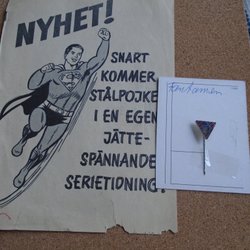 NYHET!
SNART
KOMMER
STÅLPOJKEN
I EN EGEN
JÄTTE-
SPÄNNANDE
SERIETIDNING!